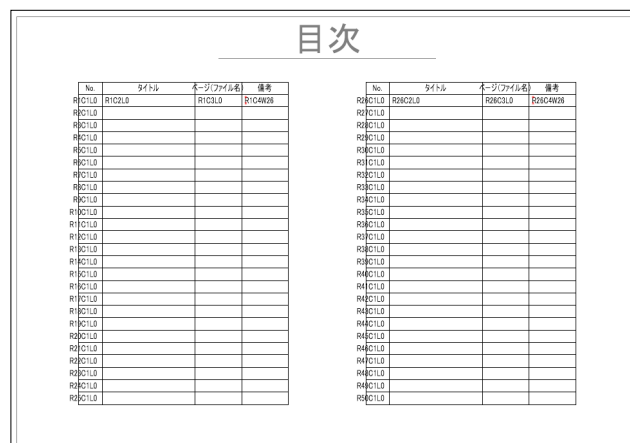 目次
No. タイトル ページ(ファイル名) 備考
R1C1L0 R1C2L0 R1C3L0 R1C4W26
R2C1L0
R3C1L0
R4C1L0
R5C1L0
R6C1L0
R7C1L0
R8C1L0
R9C1L0
R10C1L0
R11C1L0
R12C1L0
R13C1L0
R14C1L0
R15C1L0
R16C1L0
R17C1L0
R18C1L0
R19C1L0
R20C1L0
R21C1L0
R22C1L0
R23C1L0
R24C1L0
R25C1L0
No. タイトル ページ(ファイル名) 備考
R26C1L0 R26C2L0 R26C3L0 R26C4W26
R27C1L0
R28C1L0
R29C1L0
R30C1L0
R31C1L0
R32C1L0
R33C1L0
R34C1L0
R35C1L0
R36C1L0
R37C1L0
R38C1L0
R39C1L0
R40C1L0
R41C1L0
R42C1L0
R43C1L0
R44C1L0
R45C1L0
R46C1L0
R47C1L0
R48C1L0
R49C1L0
R50C1L0